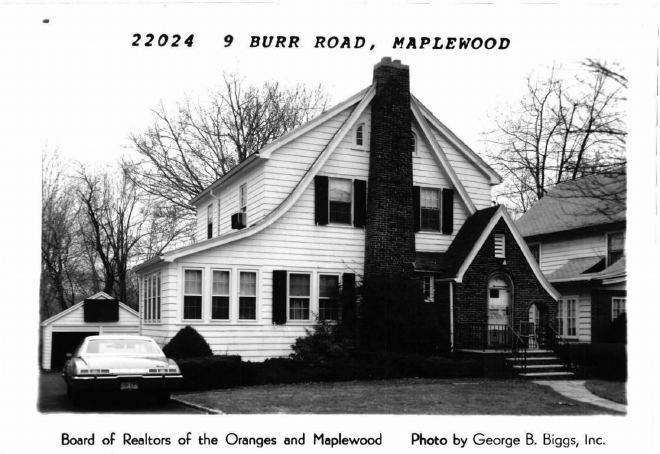 22024 9 BURR ROAD, MAPLEWOOD
Board of Realtors of the Oranges and Maplewood Photo by George B. Biggs, Inc.